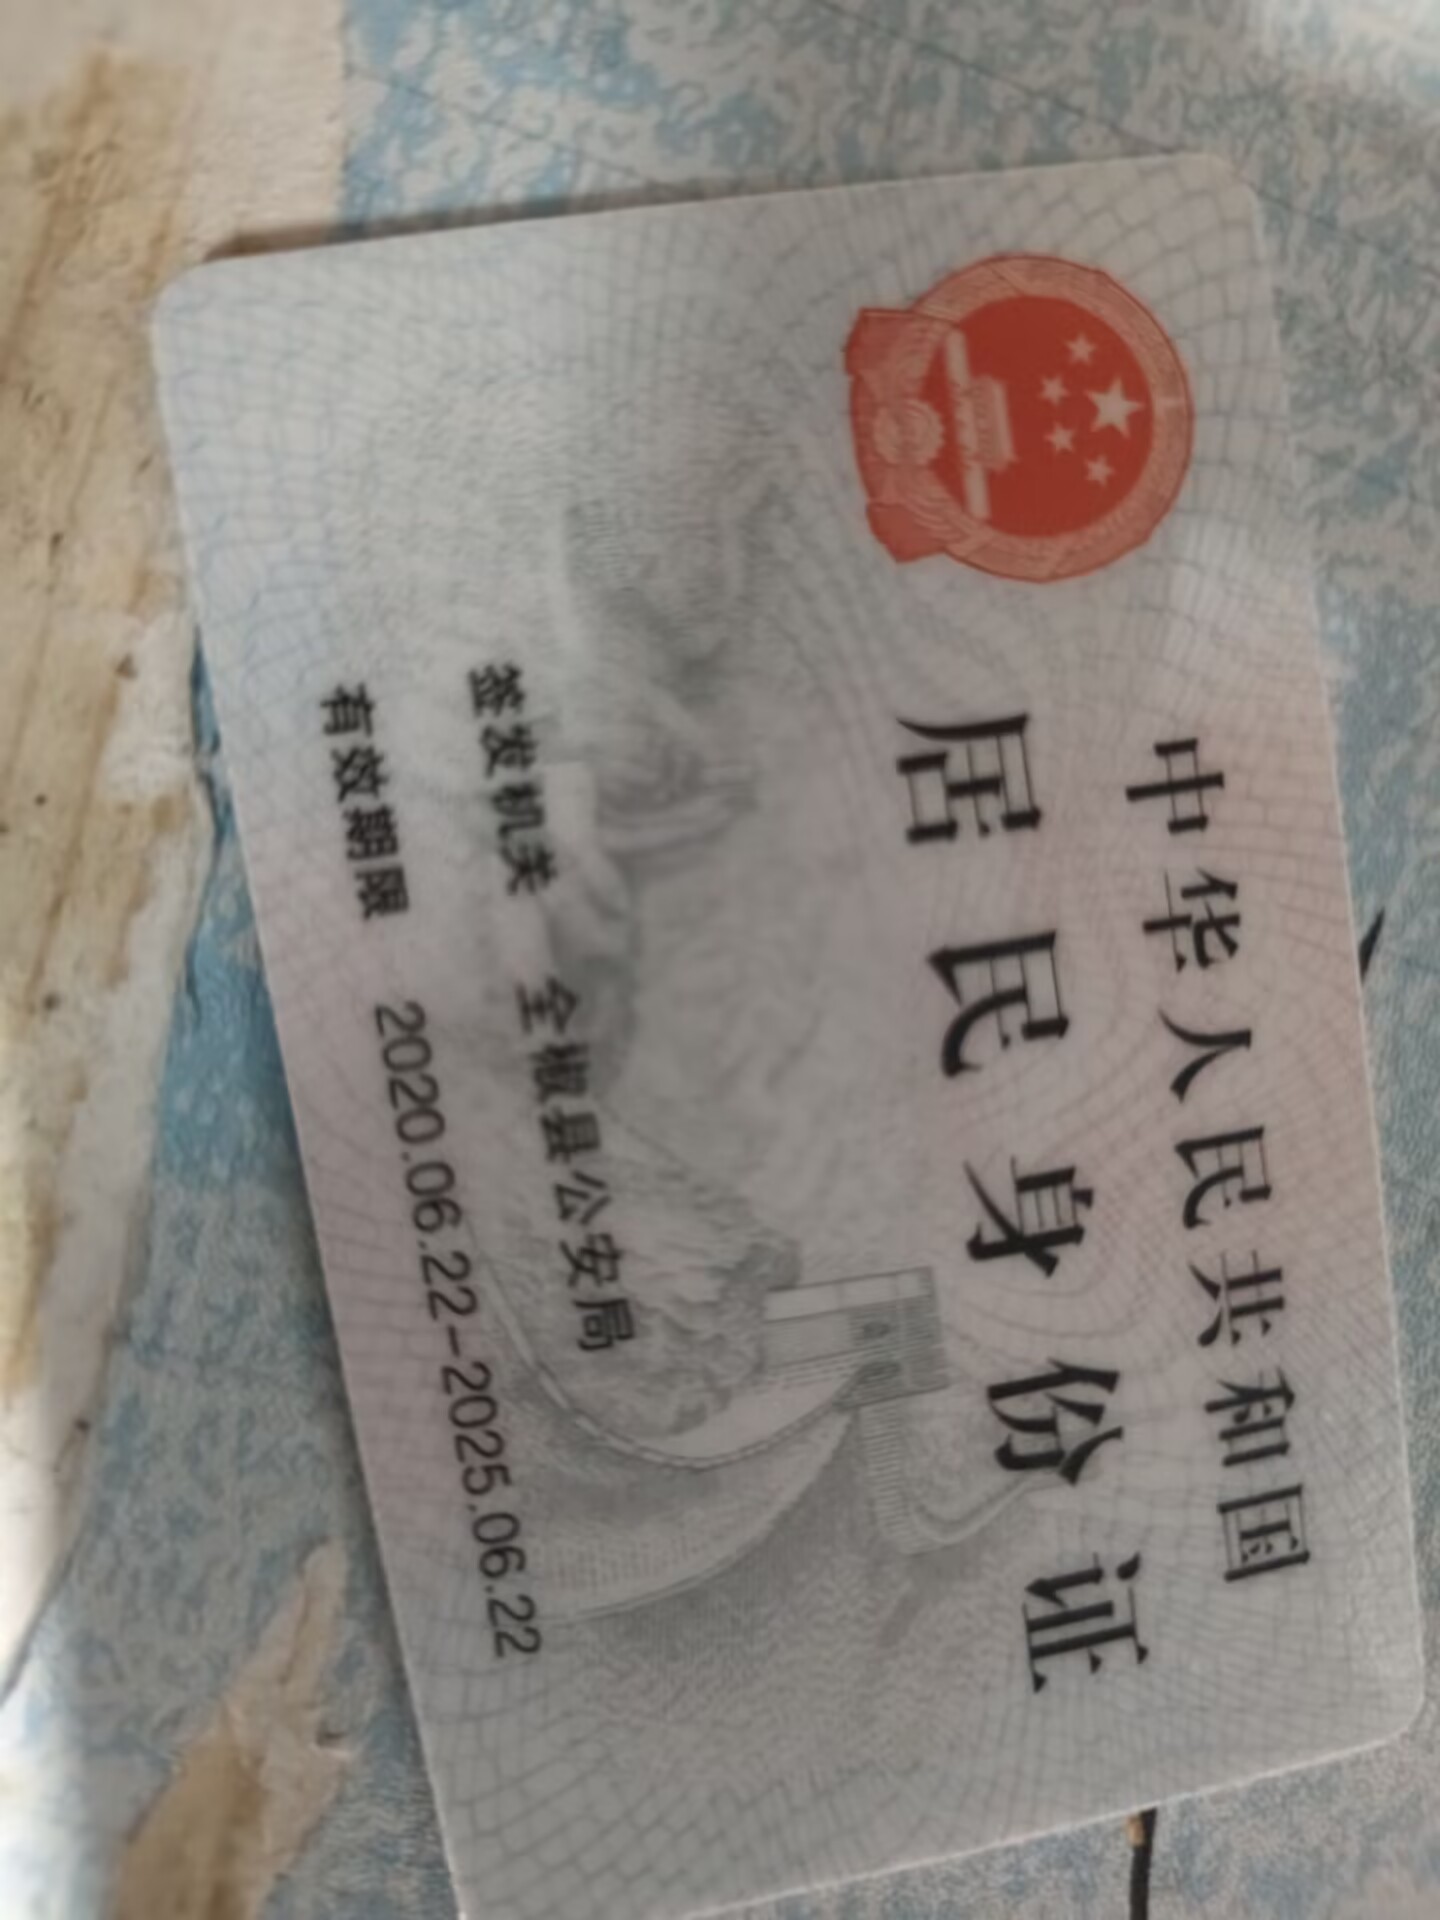 中华人民共和国
居民身份证
签发机关 全椒县公安局
有效期限 2020.06.22-2025.06.22